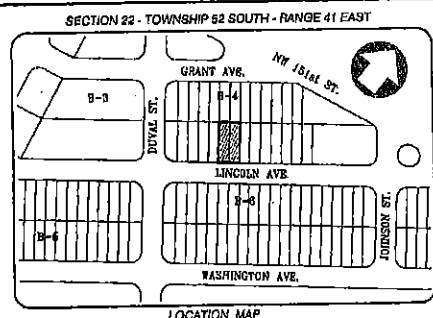 SECTION 22 - TOWNSHIP 52 SOUTH - RANGE 41 EAST
GRANT AVE.
NW 151st ST.
B-3
B-4
DUVAL ST.
LINCOLN AVE.
B-6
B-6
JOHNSON ST.
WASHINGTON AVE.
LOCATION MAP